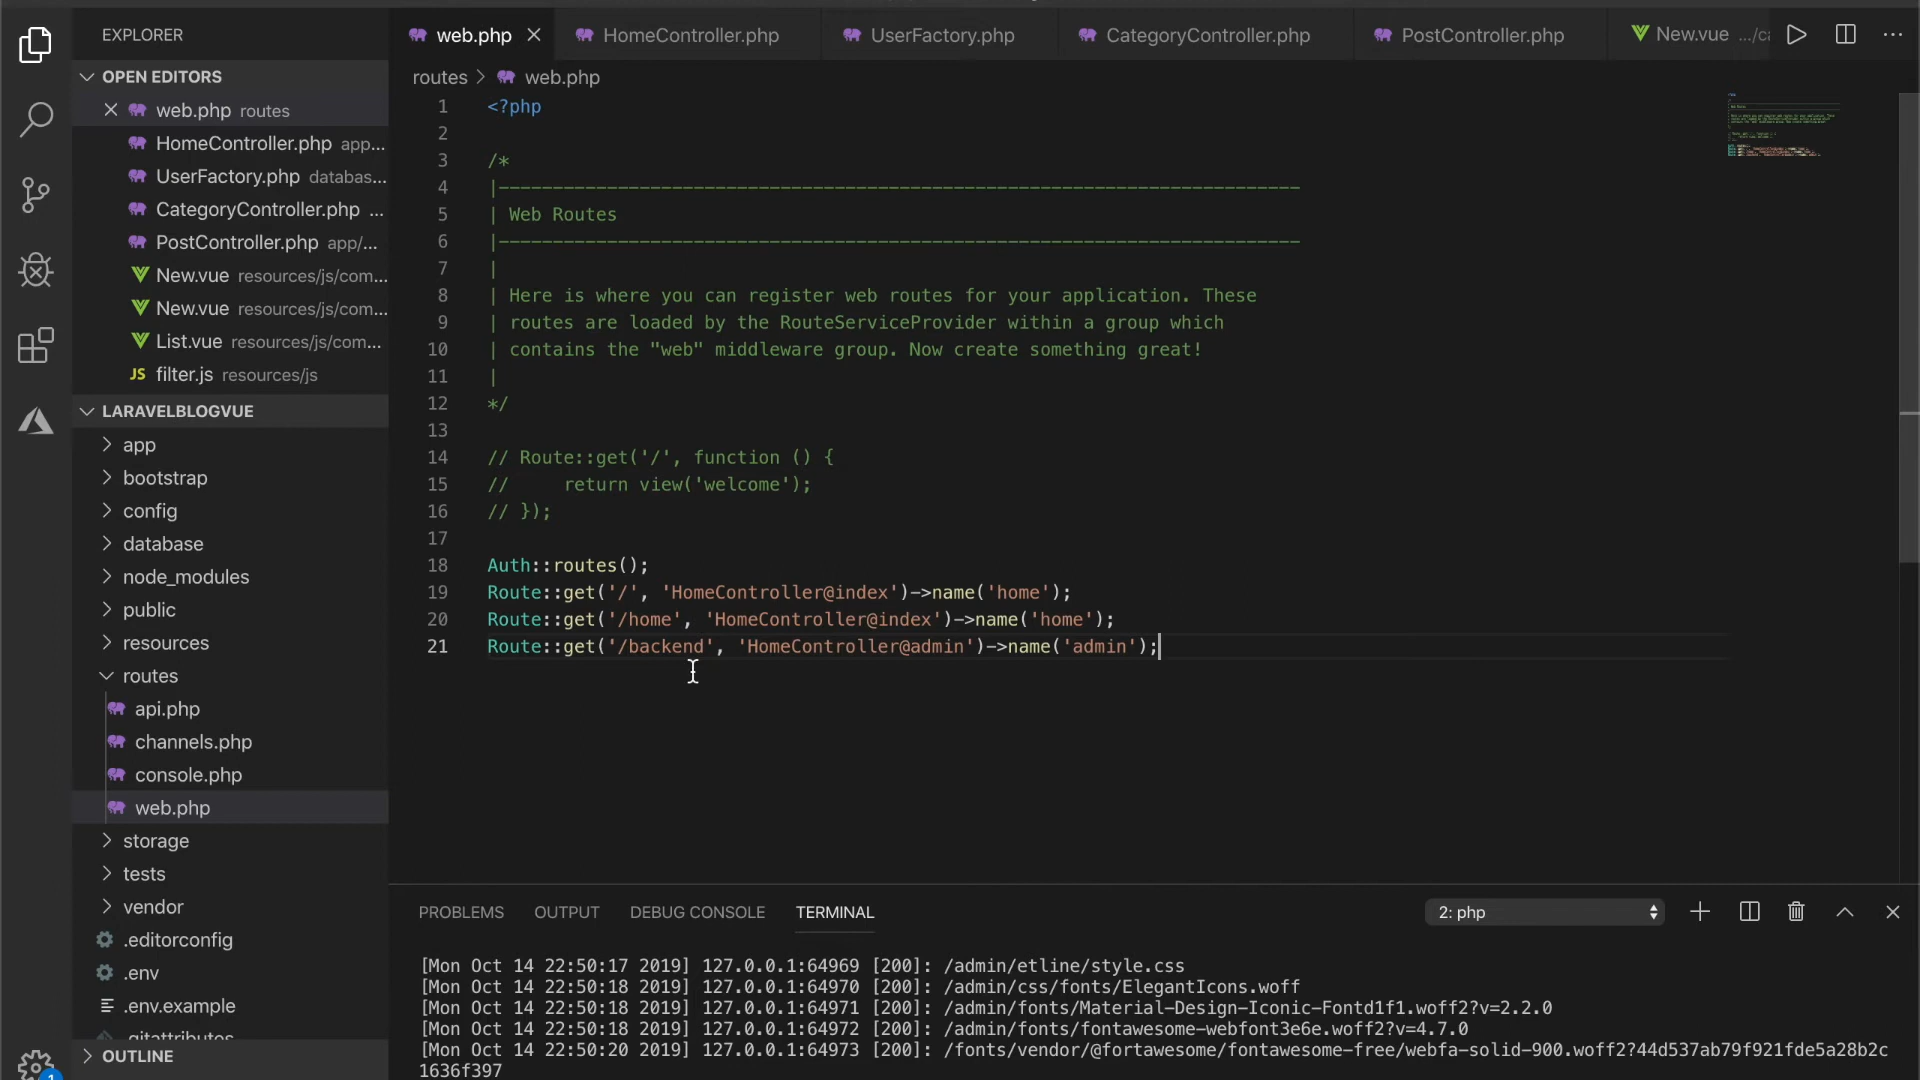 EXPLORER
OPEN EDITORS
web.php routes
HomeController.php app...
UserFactory.php databas...
CategoryController.php ...
PostController.php app/...
New.vue resources/js/com...
New.vue resources/js/com...
List.vue resources/js/com...
JS filter.js resources/js
LARAVELBLOGVUE
app
bootstrap
config
database
node_modules
public
resources
routes
api.php
channels.php
console.php
web.php
storage
tests
vendor
.editorconfig
.env
.env.example
.gitattributes
OUTLINE
1
web.php
HomeController.php
UserFactory.php
CategoryController.php
PostController.php
New.vue .../ca
routes > web.php
1 <?php
2
3 /*
4 |--------------------------------------------------------------------------
5 | Web Routes
6 |--------------------------------------------------------------------------
7 |
8 | Here is where you can register web routes for your application. These
9 | routes are loaded by the RouteServiceProvider within a group which
10 | contains the "web" middleware group. Now create something great!
11 |
12 */
13
14 // Route::get('/', function () {
15 //     return view('welcome');
16 // });
17
18 Auth::routes();
19 Route::get('/', 'HomeController@index')->name('home');
20 Route::get('/home', 'HomeController@index')->name('home');
21 Route::get('/backend', 'HomeController@admin')->name('admin');
PROBLEMS OUTPUT DEBUG CONSOLE TERMINAL 2: php
[Mon Oct 14 22:50:17 2019] 127.0.0.1:64969 [200]: /admin/etline/style.css
[Mon Oct 14 22:50:18 2019] 127.0.0.1:64970 [200]: /admin/css/fonts/ElegantIcons.woff
[Mon Oct 14 22:50:18 2019] 127.0.0.1:64971 [200]: /admin/fonts/Material-Design-Iconic-Fontd1f1.woff2?v=2.2.0
[Mon Oct 14 22:50:18 2019] 127.0.0.1:64972 [200]: /admin/fonts/fontawesome-webfont3e6e.woff2?v=4.7.0
[Mon Oct 14 22:50:20 2019] 127.0.0.1:64973 [200]: /fonts/vendor/@fortawesome/fontawesome-free/webfa-solid-900.woff2?44d537ab79f921fde5a28b2c
1636f397